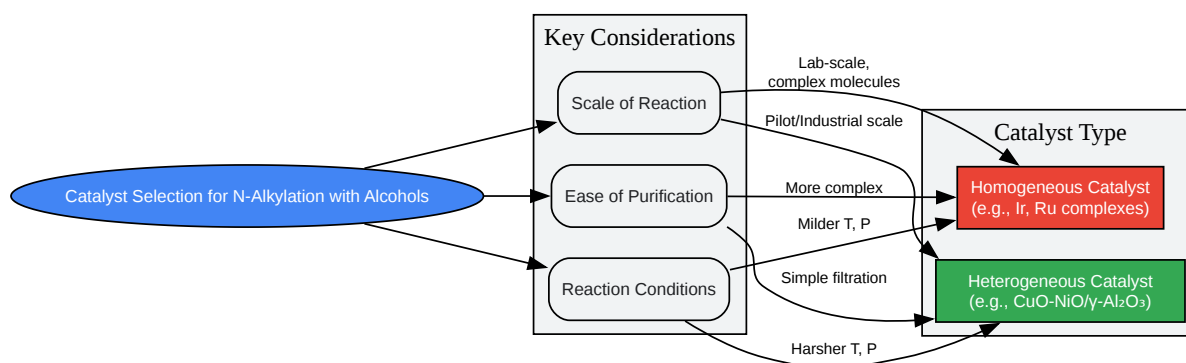 Key Considerations
Lab-scale,
complex molecules
Scale of Reaction
Pilot/Industrial scale
Catalyst Type
Catalyst Selection for N-Alkylation with Alcohols
Ease of Purification
More complex
Homogeneous Catalyst
(e.g., Ir, Ru complexes)
Milder T, P
Simple filtration
Reaction Conditions
Heterogeneous Catalyst
(e.g., CuO-NiO/γ-Al₂O₃)
Harsher T, P